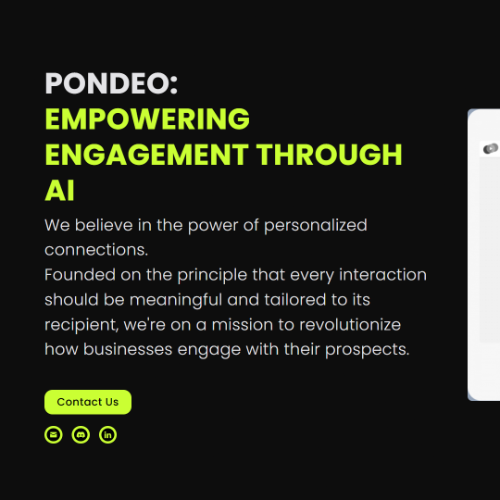 PONDEO:
EMPOWERING
ENGAGEMENT THROUGH
AI
We believe in the power of personalized
connections.
Founded on the principle that every interaction
should be meaningful and tailored to its
recipient, we're on a mission to revolutionize
how businesses engage with their prospects.
Contact Us